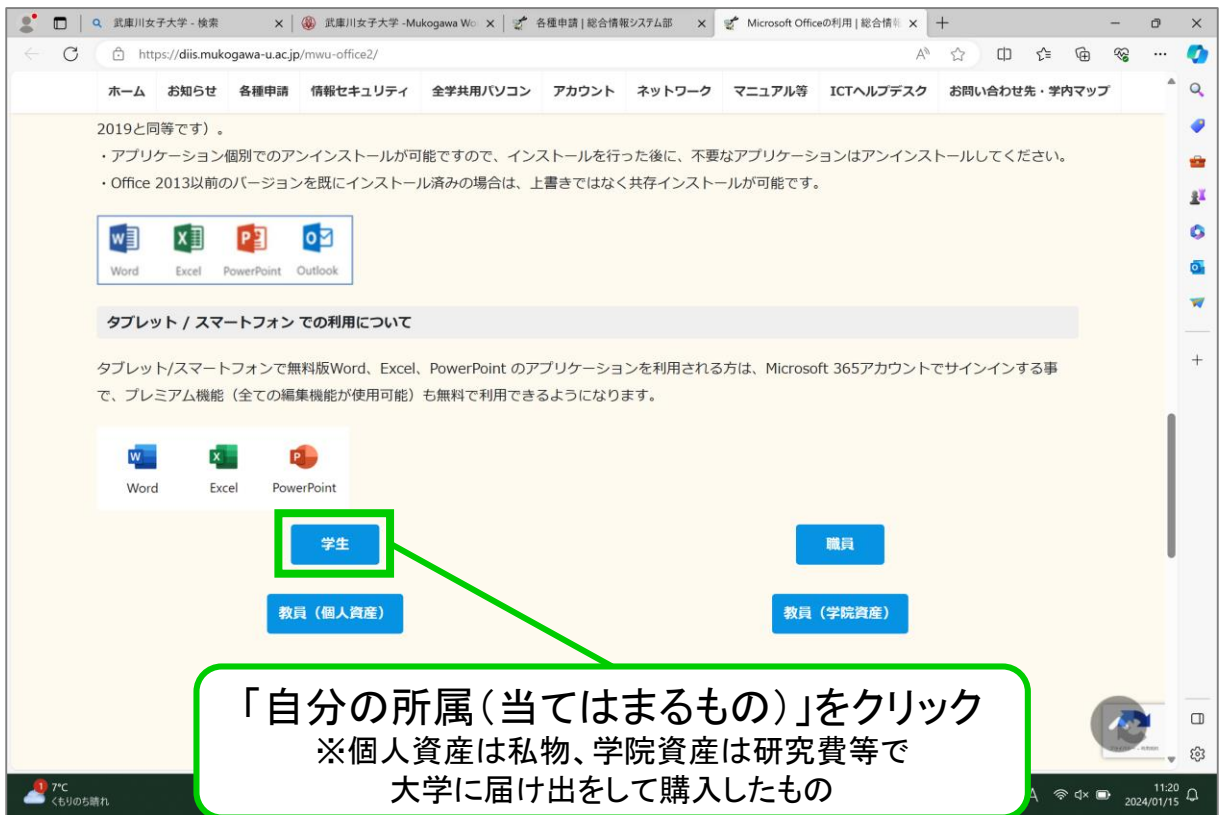 武庫川女子大学 - 検索
武庫川女子大学 -Mukogawa Wo
各種申請 | 総合情報システム部
Microsoft Officeの利用 | 総合情報
https://diis.mukogawa-u.ac.jp/mwu-office2/
ホーム お知らせ 各種申請 情報セキュリティ 全学共用パソコン アカウント ネットワーク マニュアル等 ICTヘルプデスク お問い合わせ先・学内マップ
2019と同等です）。
・アプリケーション個別でのアンインストールが可能ですので、インストールを行った後に、不要なアプリケーションはアンインストールしてください。
・Office 2013以前のバージョンを既にインストール済みの場合は、上書きではなく共存インストールが可能です。
Word Excel PowerPoint Outlook
タブレット / スマートフォン での利用について
タブレット/スマートフォンで無料版Word、Excel、PowerPoint のアプリケーションを利用される方は、Microsoft 365アカウントでサインインする事
で、プレミアム機能（全ての編集機能が使用可能）も無料で利用できるようになります。
Word Excel PowerPoint
学生 職員
教員（個人資産） 教員（学院資産）
「自分の所属（当てはまるもの）」をクリック
※個人資産は私物、学院資産は研究費等で
大学に届け出をして購入したもの
1
7°C
くもりのち晴れ
A
11:20
2024/01/15